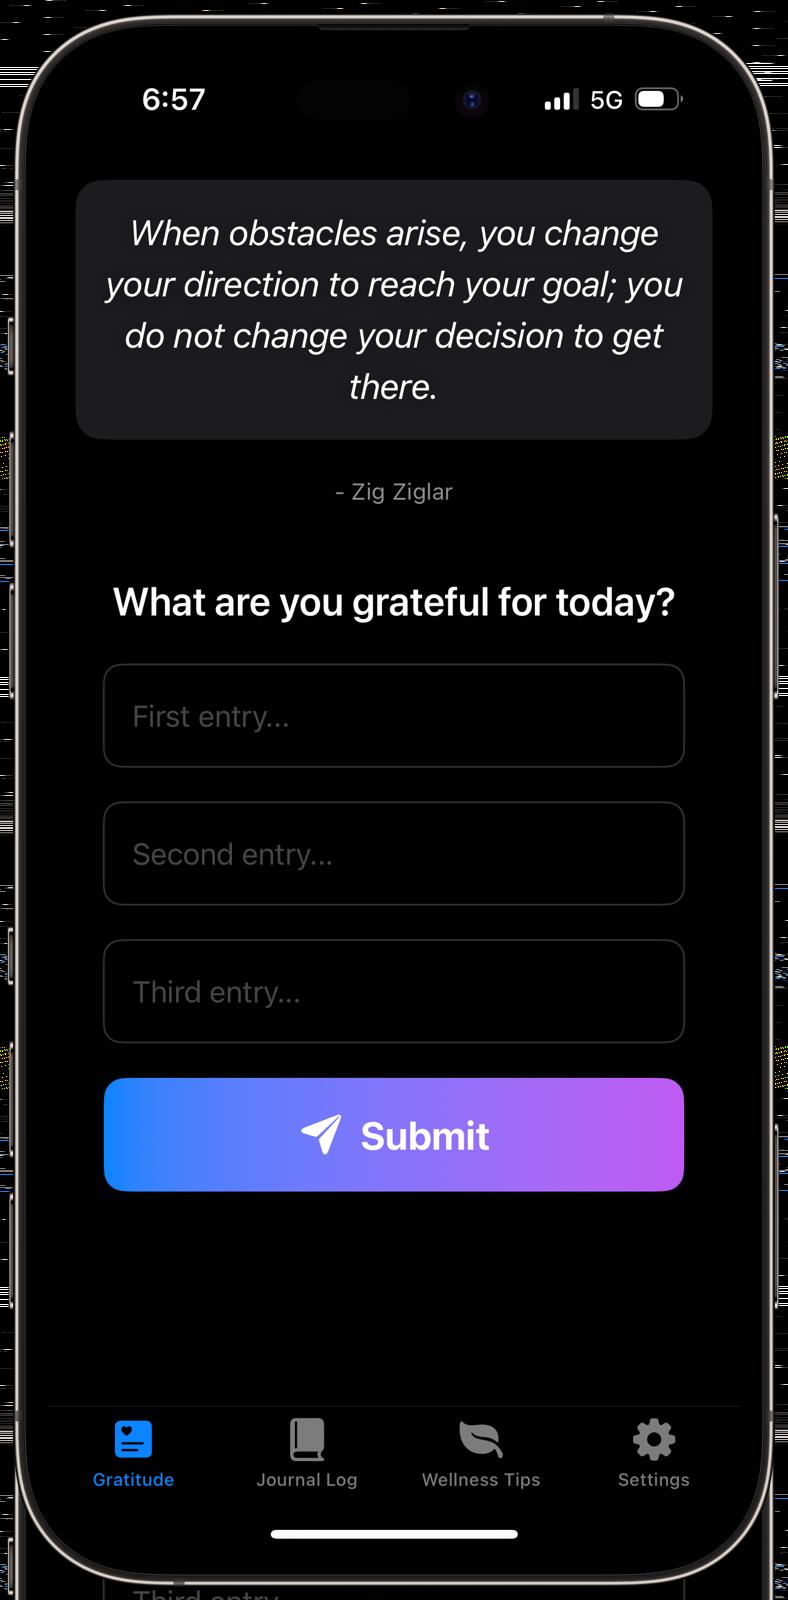 6:57 5G
When obstacles arise, you change
your direction to reach your goal; you
do not change your decision to get
there.
- Zig Ziglar
What are you grateful for today?
First entry...
Second entry...
Third entry...
Submit
Gratitude Journal Log Wellness Tips Settings
Third entry